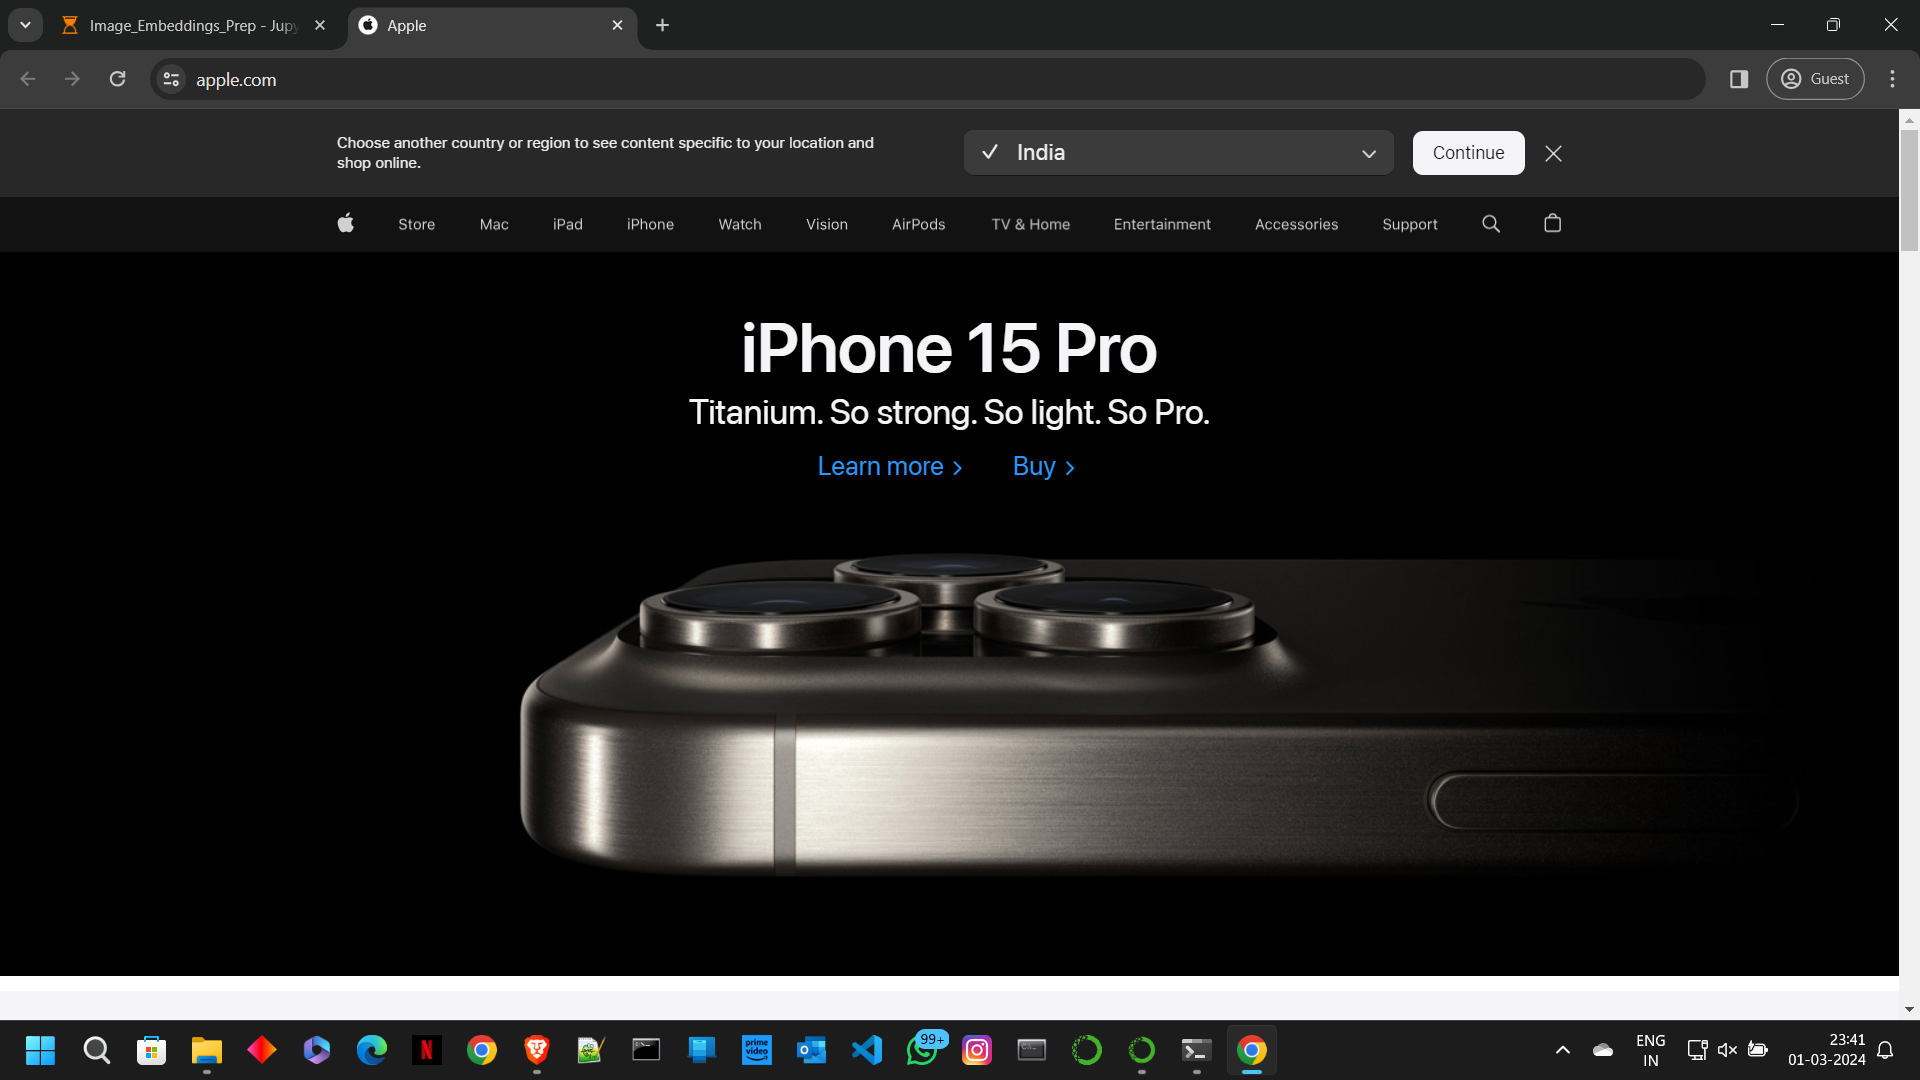 Image_Embeddings_Prep - Jupy
Apple
apple.com
Guest
Choose another country or region to see content specific to your location and
shop online.
India
Continue
Store Mac iPad iPhone Watch Vision AirPods TV & Home Entertainment Accessories Support
iPhone 15 Pro
Titanium. So strong. So light. So Pro.
Learn more > Buy >
99+
prime
video
ENG
IN
23:41
01-03-2024